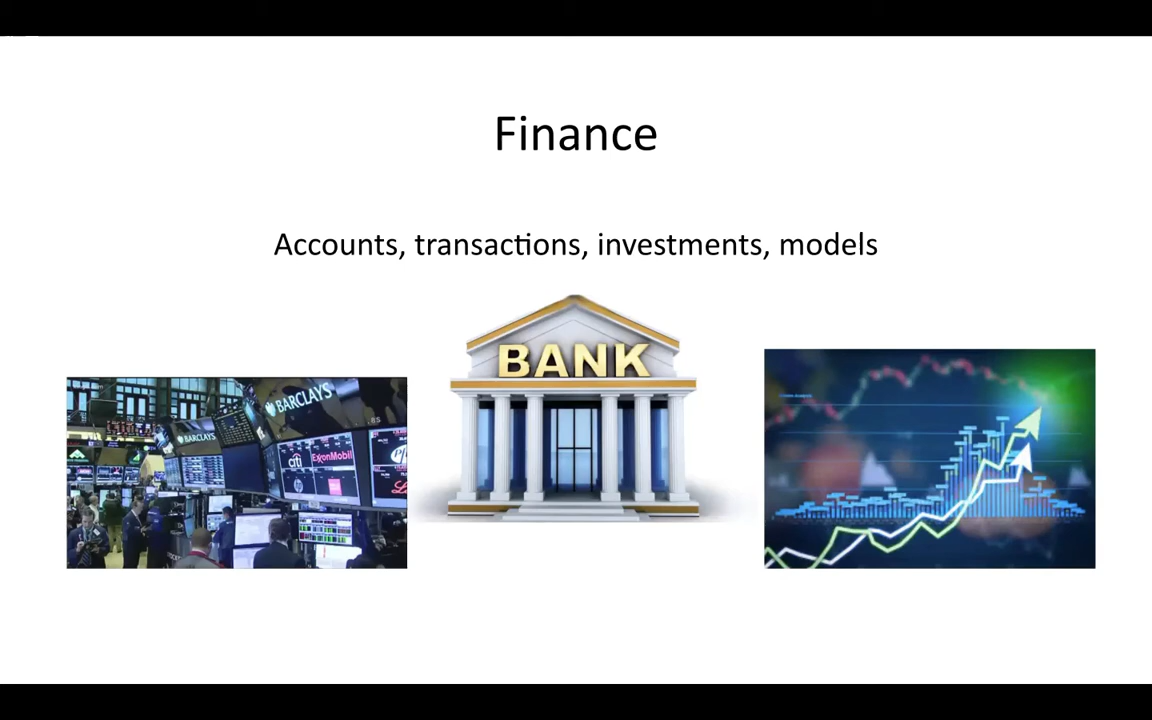 Finance
Accounts, transactions, investments, models
BANK
BARCLAYS
BARCLAYS
citi
ExxonMobil